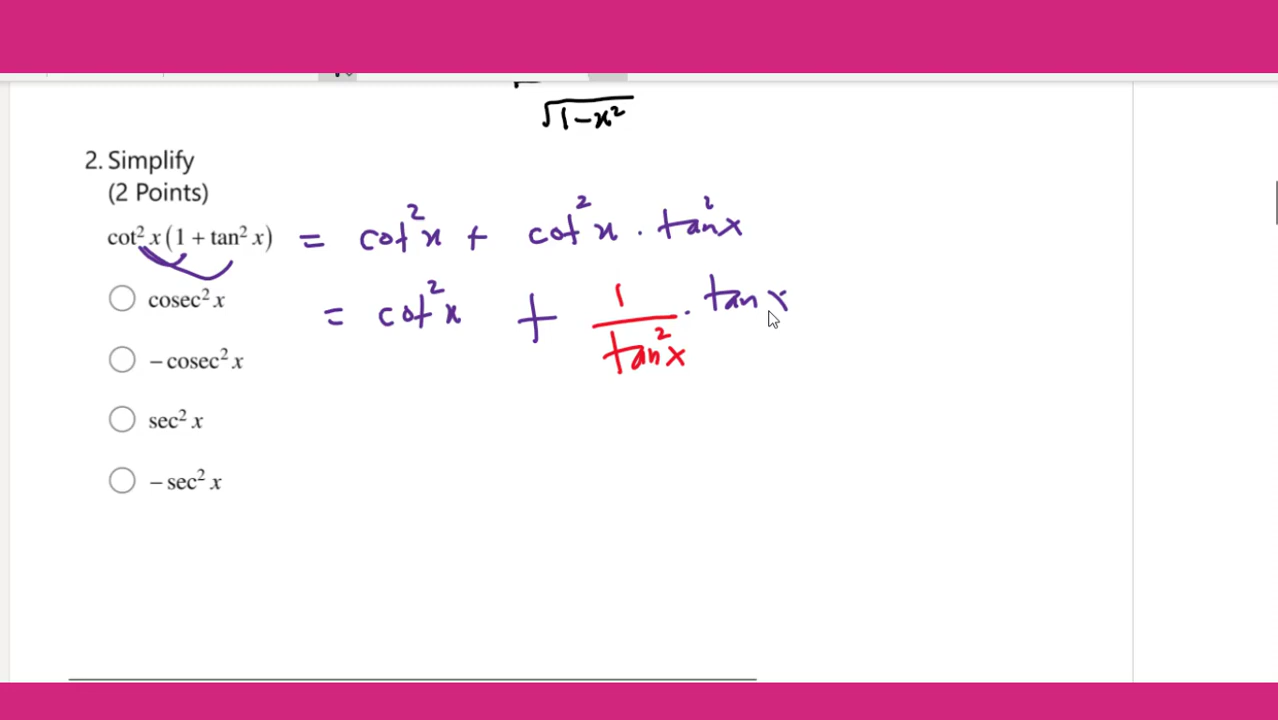 √1-x²
2. Simplify
(2 Points)
cot² x (1 + tan² x) = cot²x + cot²x . tan²x
= cot²x + 1/tan²x . tan x
cosec² x
– cosec² x
sec² x
– sec² x